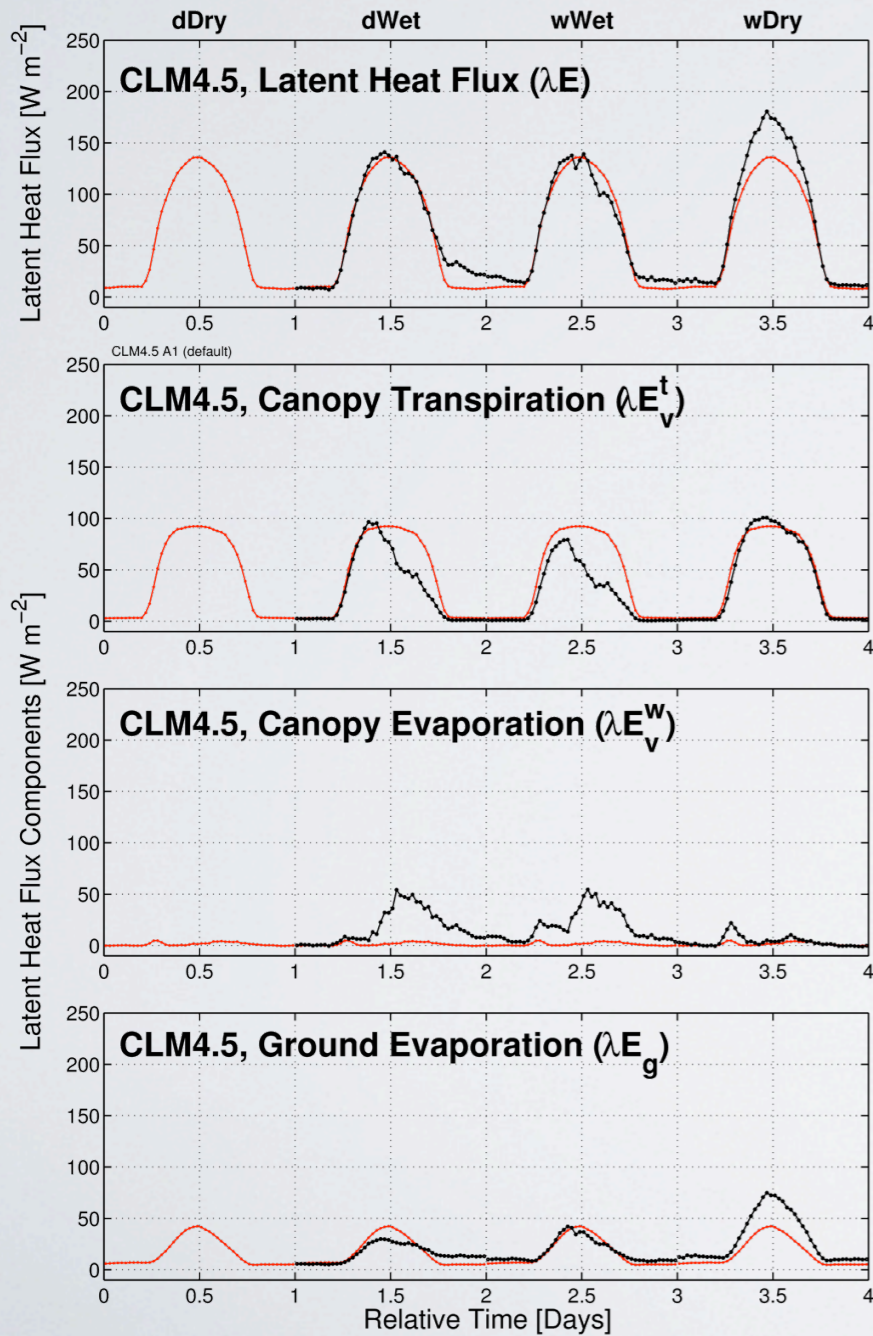 dDry dWet wWet wDry
Latent Heat Flux [W m−2]
250
200
150
100
50
0
CLM4.5, Latent Heat Flux (λE)
0 0.5 1 1.5 2 2.5 3 3.5 4
CLM4.5 A1 (default)
Latent Heat Flux Components [W m−2]
250
200
150
100
50
0
CLM4.5, Canopy Transpiration (λE_v^t)
0 0.5 1 1.5 2 2.5 3 3.5 4
250
200
150
100
50
0
CLM4.5, Canopy Evaporation (λE_v^w)
0 0.5 1 1.5 2 2.5 3 3.5 4
250
200
150
100
50
0
CLM4.5, Ground Evaporation (λE_g)
0 0.5 1 1.5 2 2.5 3 3.5 4
Relative Time [Days]